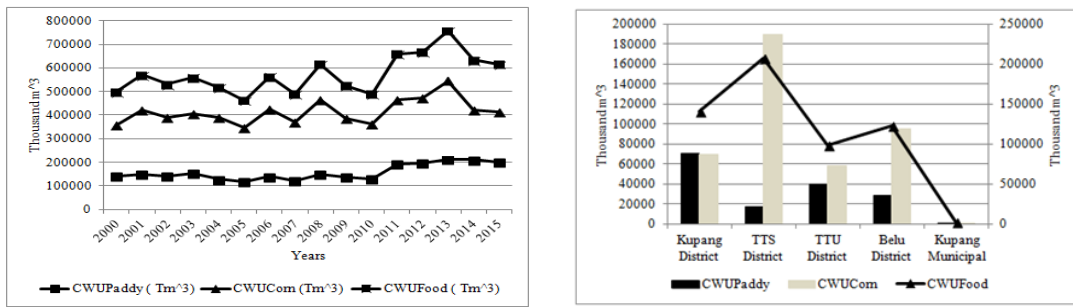 800000
700000
600000
500000
400000
300000
200000
100000
0
Thousandm^3
2000 2001 2002 2003 2004 2005 2006 2007 2008 2009 2010 2011 2012 2013 2014 2015
Years
CWUPaddy ( Tm^3) CWUCorn (Tm^3) CWUFood ( Tm^3)
200000
180000
160000
140000
120000
100000
80000
60000
40000
20000
0
Thousandm^3
250000
200000
150000
100000
50000
0
Thousandm^3
Kupang TTS TTU Belu Kupang
District District District District Municipal
CWUPaddy CWUCorn CWUFood